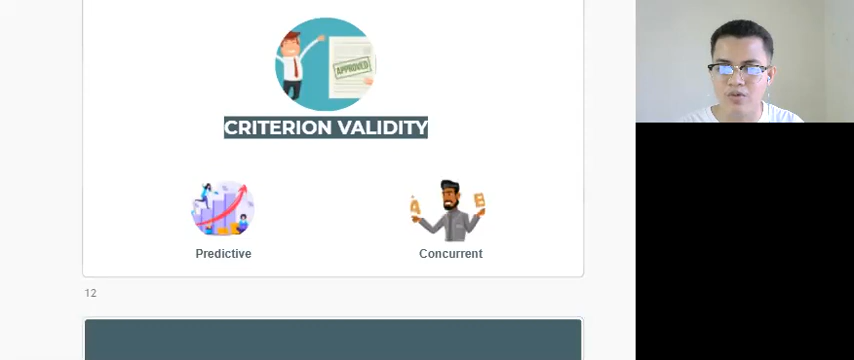 APPROVED
CRITERION VALIDITY
A B
Predictive
Concurrent
12